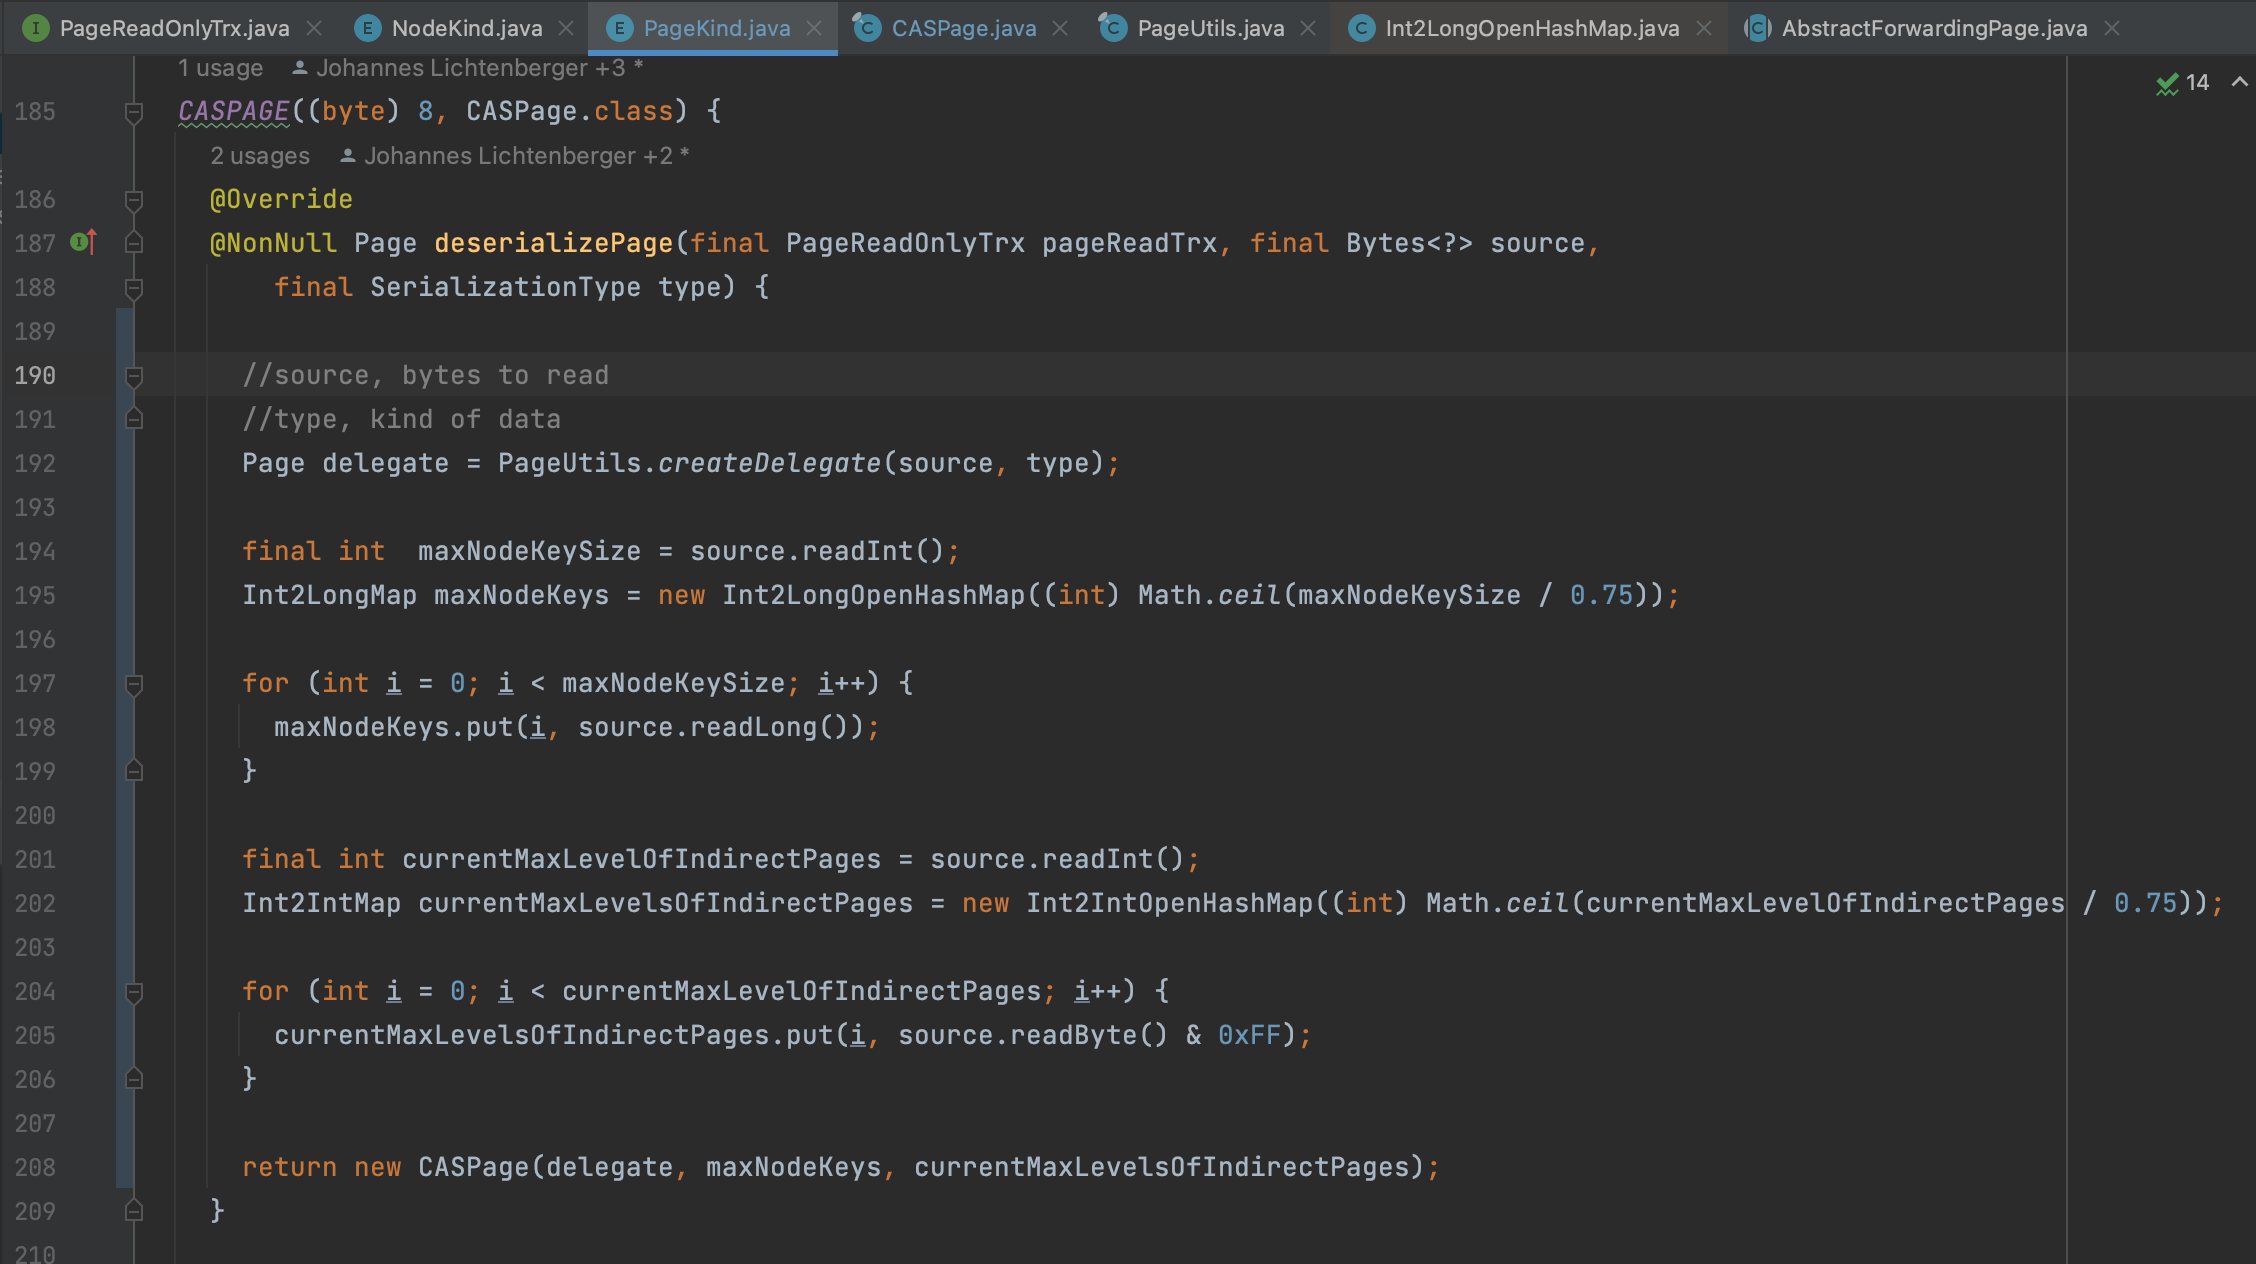 PageReadOnlyTrx.java NodeKind.java PageKind.java CASPage.java PageUtils.java Int2LongOpenHashMap.java AbstractForwardingPage.java
1 usage Johannes Lichtenberger +3 *
14
185 CASPAGE((byte) 8, CASPage.class) {
2 usages Johannes Lichtenberger +2 *
186 @Override
187 @NonNull Page deserializePage(final PageReadOnlyTrx pageReadTrx, final Bytes<?> source,
188 final SerializationType type) {
189
190 //source, bytes to read
191 //type, kind of data
192 Page delegate = PageUtils.createDelegate(source, type);
193
194 final int  maxNodeKeySize = source.readInt();
195 Int2LongMap maxNodeKeys = new Int2LongOpenHashMap((int) Math.ceil(maxNodeKeySize / 0.75));
196
197 for (int i = 0; i < maxNodeKeySize; i++) {
198 maxNodeKeys.put(i, source.readLong());
199 }
200
201 final int currentMaxLevelOfIndirectPages = source.readInt();
202 Int2IntMap currentMaxLevelsOfIndirectPages = new Int2IntOpenHashMap((int) Math.ceil(currentMaxLevelOfIndirectPages / 0.75));
203
204 for (int i = 0; i < currentMaxLevelOfIndirectPages; i++) {
205 currentMaxLevelsOfIndirectPages.put(i, source.readByte() & 0xFF);
206 }
207
208 return new CASPage(delegate, maxNodeKeys, currentMaxLevelsOfIndirectPages);
209 }
210